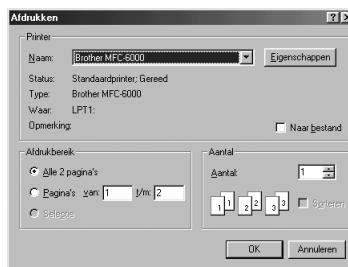 Afdrukken
Printer
Naam: Brother MFC-6000 Eigenschappen
Status: Standaardprinter; Gereed
Type: Brother MFC-6000
Waar: LPT1:
Opmerking: Naar bestand
Afdrukbereik
Alle 2 pagina's
Pagina's van: 1 t/m: 2
Selectie
Aantal
Aantal: 1
1 1 2 2 3 3 Sorteren
OK Annuleren